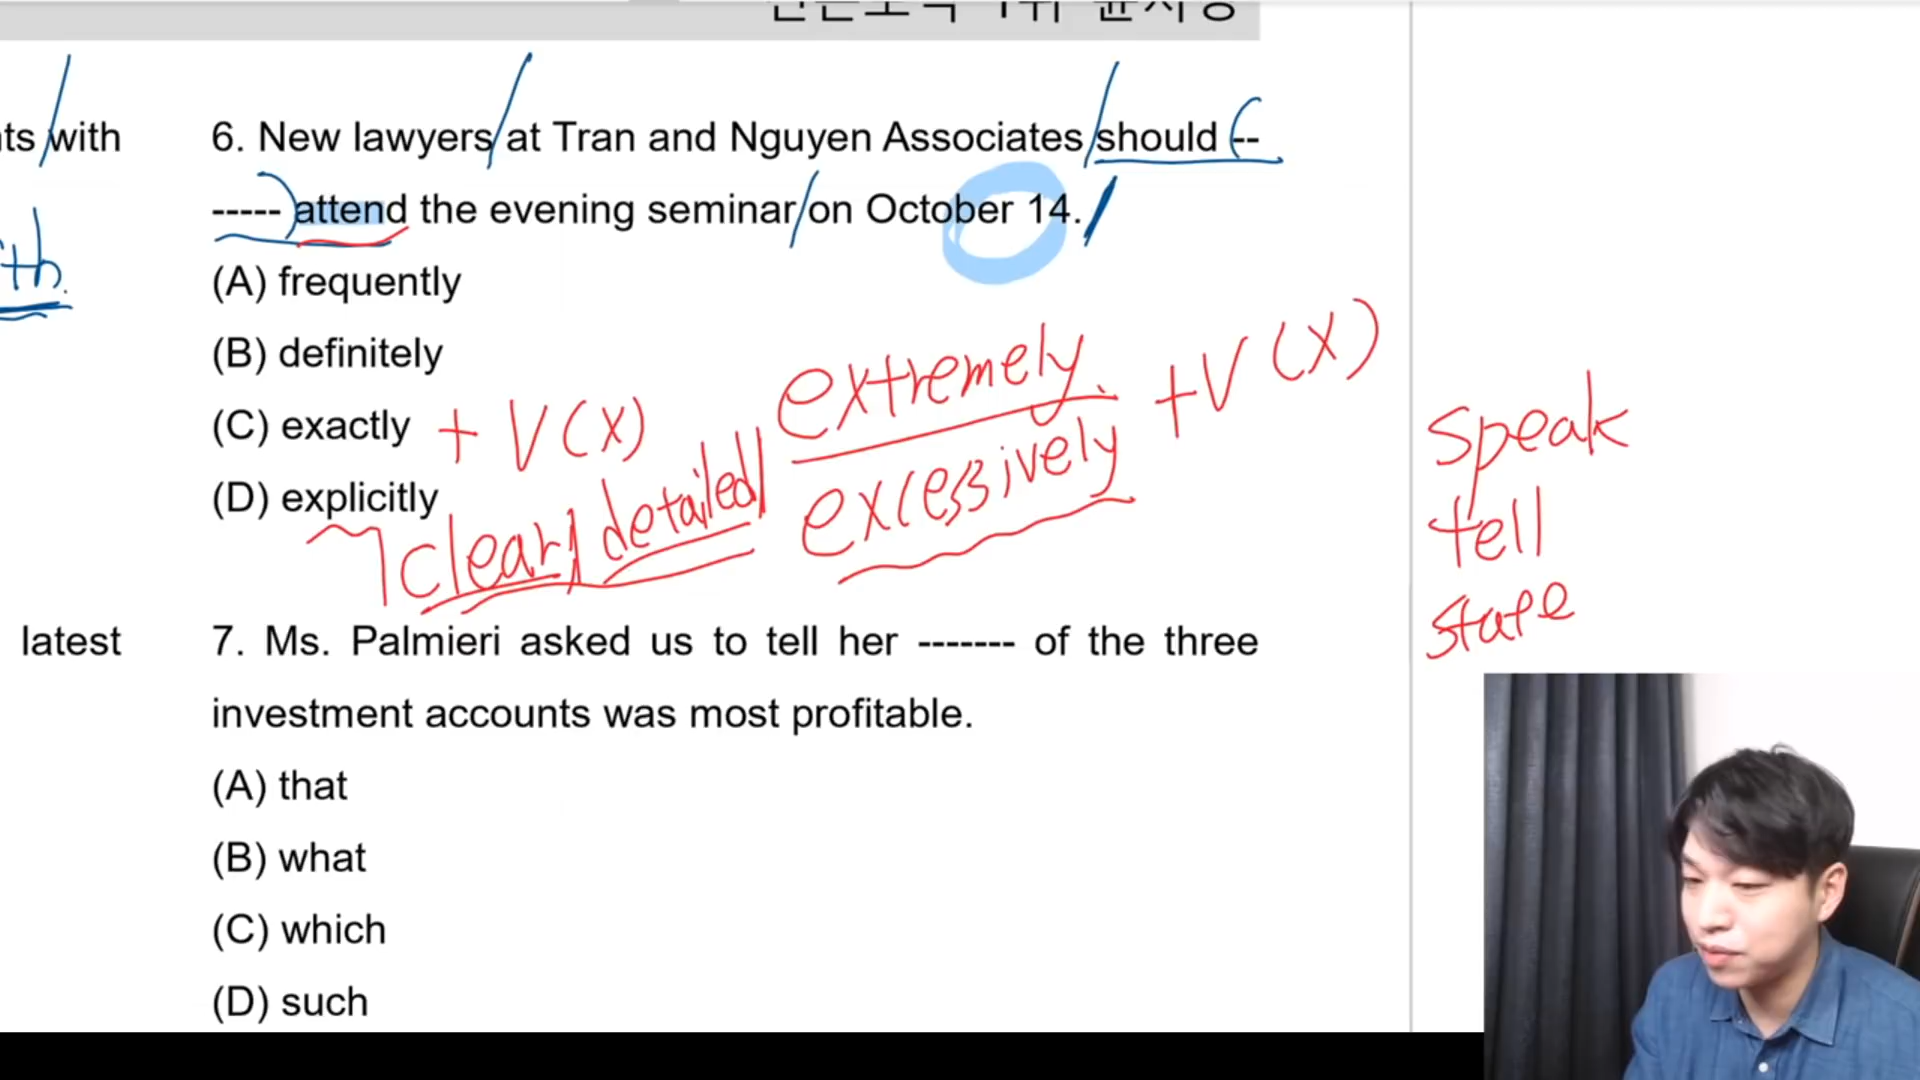 ts with
6. New lawyers at Tran and Nguyen Associates should --
----- attend the evening seminar on October 14.
th.
(A) frequently
(B) definitely
(C) exactly + V (X)
(D) explicitly
clear, detailed
extremely
excessively
+V (X)
speak
tell
state
latest
7. Ms. Palmieri asked us to tell her ------- of the three
investment accounts was most profitable.
(A) that
(B) what
(C) which
(D) such